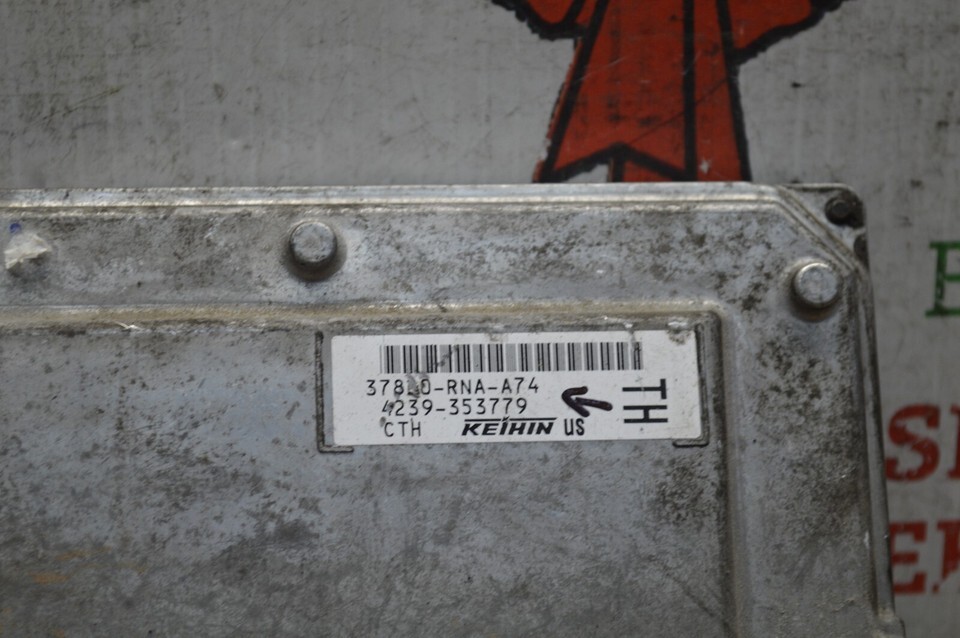 37820-RNA-A74
4239-353779
CTH KEIHIN US
TH